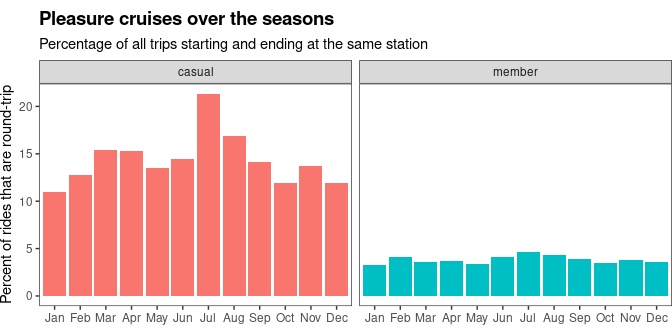 Pleasure cruises over the seasons
Percentage of all trips starting and ending at the same station
casual
member
Percent of rides that are round-trip
20
15
10
5
0
Jan Feb Mar Apr May Jun Jul Aug Sep Oct Nov Dec
Jan Feb Mar Apr May Jun Jul Aug Sep Oct Nov Dec